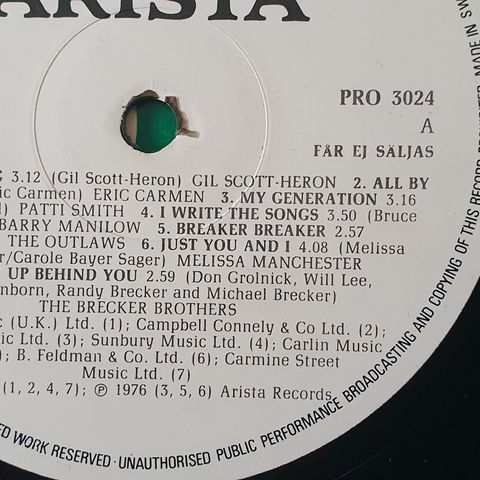 ARISTA
PRO 3024
A
FÅR EJ SÄLJAS
3.12 (Gil Scott-Heron) GIL SCOTT-HERON 2. ALL BY
Carmen) ERIC CARMEN 3. MY GENERATION 3.16
PATTI SMITH 4. I WRITE THE SONGS 3.50 (Bruce
BARRY MANILOW 5. BREAKER BREAKER 2.57
THE OUTLAWS 6. JUST YOU AND I 4.08 (Melissa
/Carole Bayer Sager) MELISSA MANCHESTER
UP BEHIND YOU 2.59 (Don Grolnick, Will Lee,
nborn, Randy Brecker and Michael Brecker)
THE BRECKER BROTHERS
(U.K.) Ltd. (1); Campbell Connely & Co Ltd. (2);
ic Ltd. (3); Sunbury Music Ltd. (4); Carlin Music
); B. Feldman & Co. Ltd. (6); Carmine Street
Music Ltd. (7)
(1, 2, 4, 7); ℗ 1976 (3, 5, 6) Arista Records.
ED WORK RESERVED · UNAUTHORISED PUBLIC PERFORMANCE BROADCASTING AND COPYING OF THIS RECORD
MADE IN SW